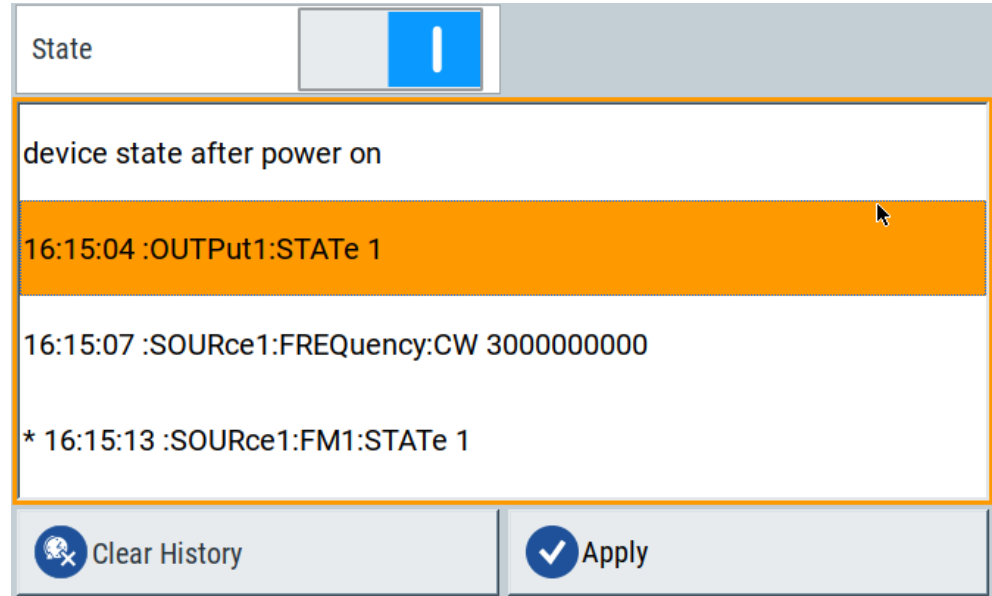 State
device state after power on
16:15:04 :OUTPut1:STATe 1
16:15:07 :SOURce1:FREQuency:CW 3000000000
* 16:15:13 :SOURce1:FM1:STATe 1
Clear History
Apply